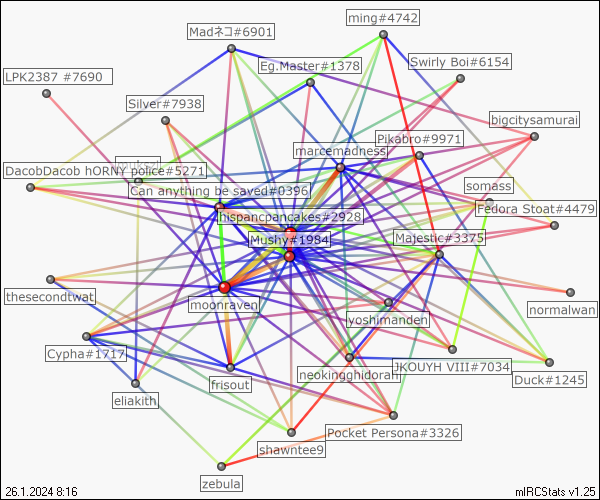 ming#4742
Madネコ#6901
Eg.Master#1378
Swirly Boi#6154
LPK2387 #7690
Silver#7938
bigcitysamurai
Pikabro#9971
marcemadness
DacobDacob hORNY police#5271
Can anything be saved#0396
somass
Fedora Stoat#4479
hispancpancakes#2928
Mushy#1984
Majestic#3375
thesecondtwat
moonraven
normalwan
yoshimanden
Cypha#1717
neokingghidorah
JKOUYH VIII#7034
Duck#1245
frisout
eliakith
Pocket Persona#3326
shawntee9
zebula
26.1.2024 8:16
mIRCStats v1.25